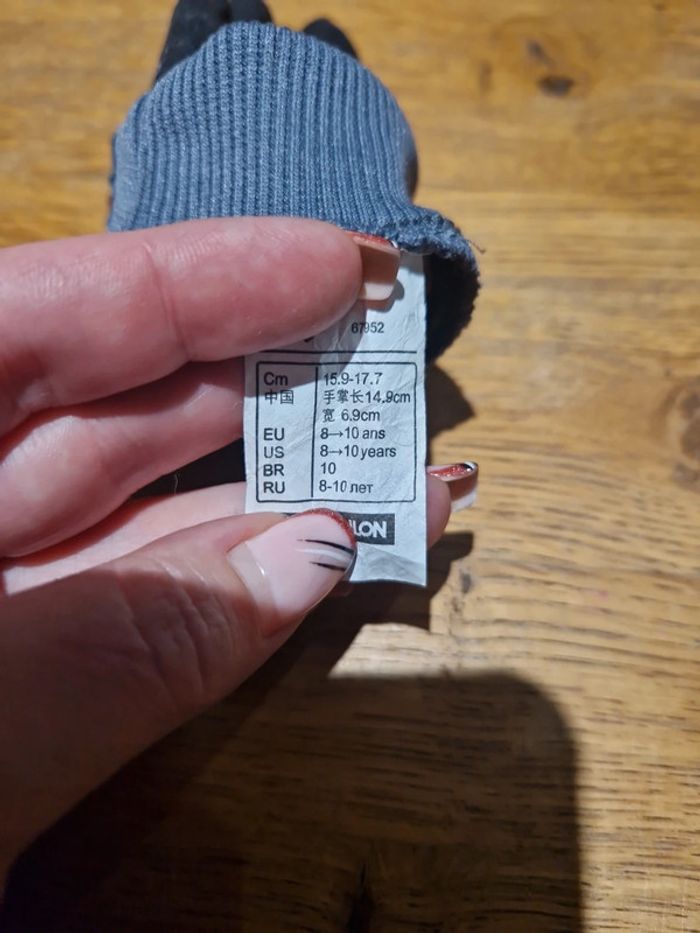 67952
Cm 15.9-17.7
中国 手掌长14.9cm
宽 6.9cm
EU 8→10 ans
US 8→10 years
BR 10
RU 8-10 лет
LON